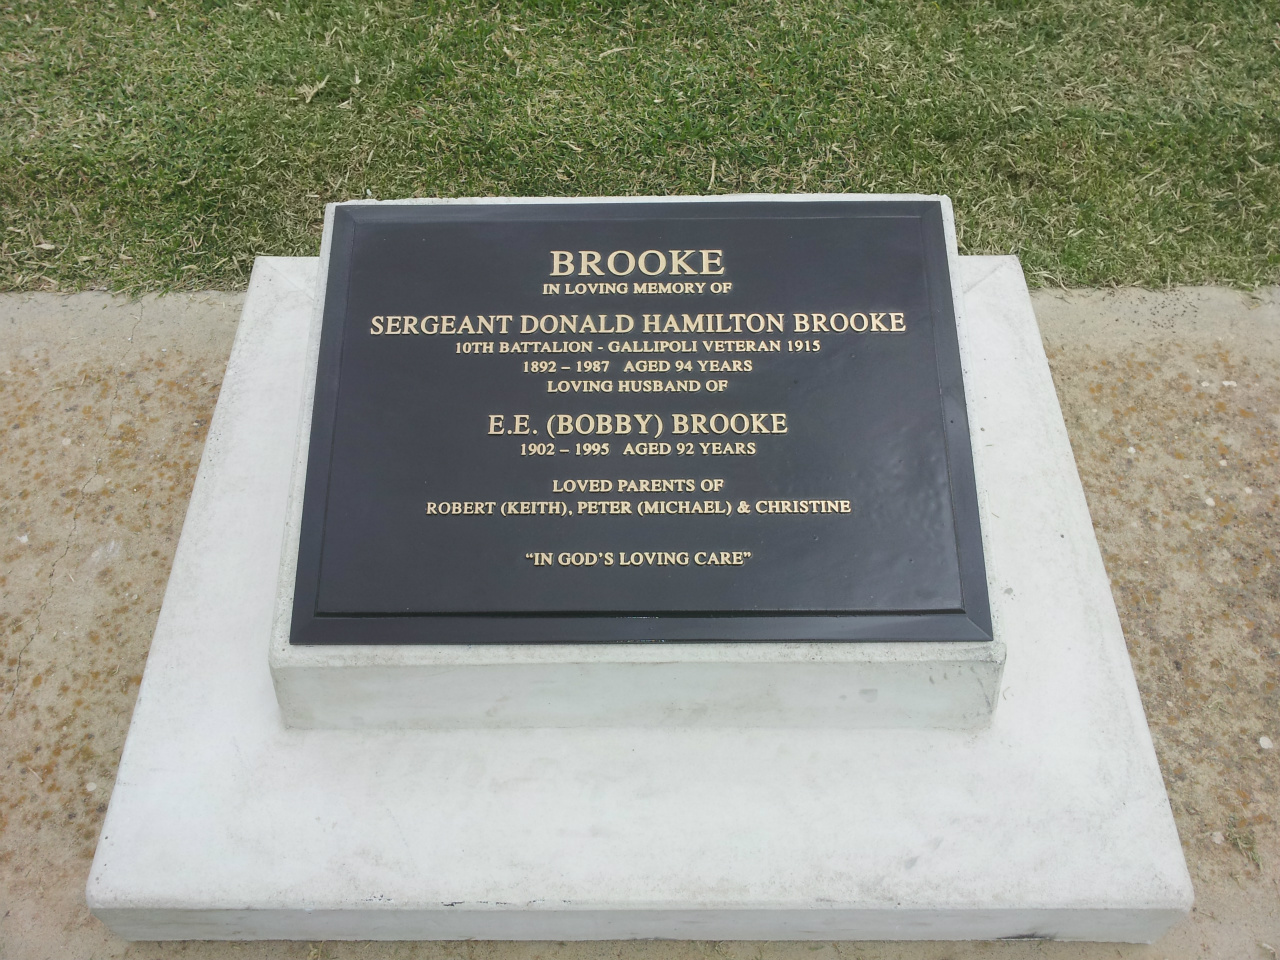 BROOKE
IN LOVING MEMORY OF
SERGEANT DONALD HAMILTON BROOKE
10TH BATTALION - GALLIPOLI VETERAN 1915
1892 – 1987 AGED 94 YEARS
LOVING HUSBAND OF
E.E. (BOBBY) BROOKE
1902 – 1995 AGED 92 YEARS
LOVED PARENTS OF
ROBERT (KEITH), PETER (MICHAEL) & CHRISTINE
“IN GOD’S LOVING CARE”